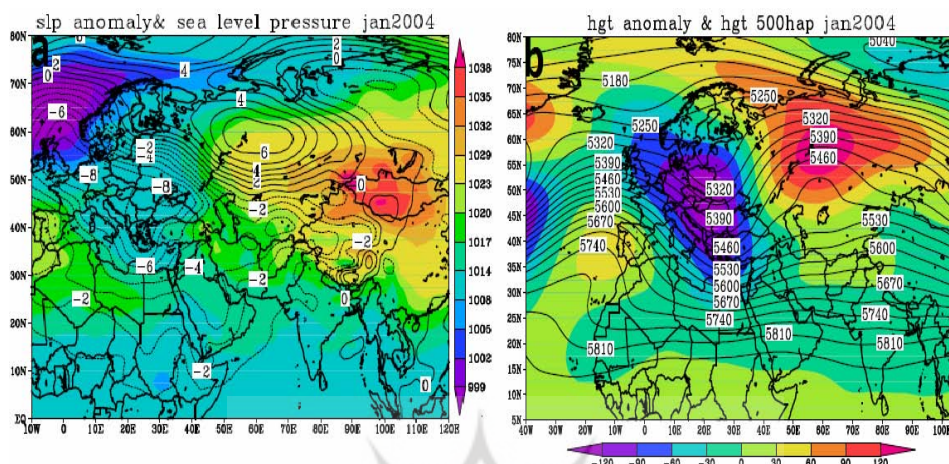 slp anomaly& sea level pressure jan2004
a
80N
70N
60N
50N
40N
30N
20N
10N
EQ
10W 0 10E 20E 30E 40E 50E 60E 70E 80E 90E 100E 110E 120E
2
0
-6
4
4
2
0
-2
-4
-8
-8
6
4
2
-2
0
-2
-6
-4
-2
-2
0
-2
0
1038
1035
1032
1029
1026
1023
1020
1017
1014
1011
1008
1005
1002
999
hgt anomaly & hgt 500hap jan2004
b
80N
75N
70N
65N
60N
55N
50N
45N
40N
35N
30N
25N
20N
15N
10N
5N
40W 30W 20W 10W 0 10E 20E 30E 40E 50E 60E 70E 80E 90E 100E
5040
5180
5250
5250
5320
5390
5460
5530
5600
5670
5740
5810
5320
5390
5460
5530
5600
5670
5740
5810
5320
5390
5460
5530
5600
5670
5740
5810
-120 -90 -60 -30 0 30 60 90 120